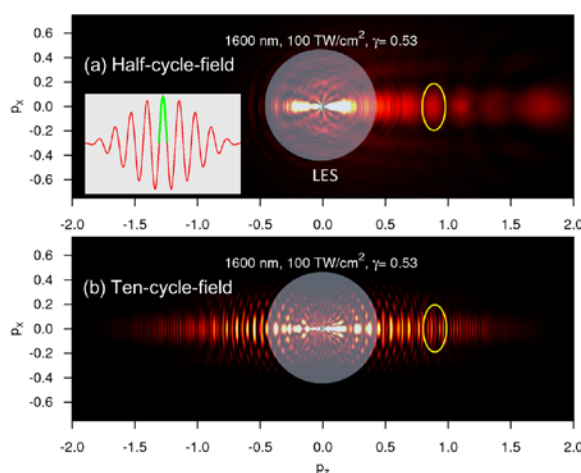 1600 nm, 100 TW/cm², γ= 0.53
(a) Half-cycle-field
LES
pₓ
0.6
0.4
0.2
0.0
-0.2
-0.4
-0.6
-2.0 -1.5 -1.0 -0.5 0.0 0.5 1.0 1.5 2.0
1600 nm, 100 TW/cm², γ= 0.53
(b) Ten-cycle-field
pₓ
0.6
0.4
0.2
0.0
-0.2
-0.4
-0.6
-2.0 -1.5 -1.0 -0.5 0.0 0.5 1.0 1.5 2.0
p_z